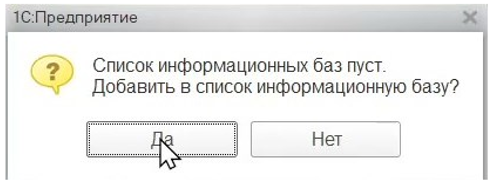 1С:Предприятие
Список информационных баз пуст.
Добавить в список информационную базу?
Да
Нет